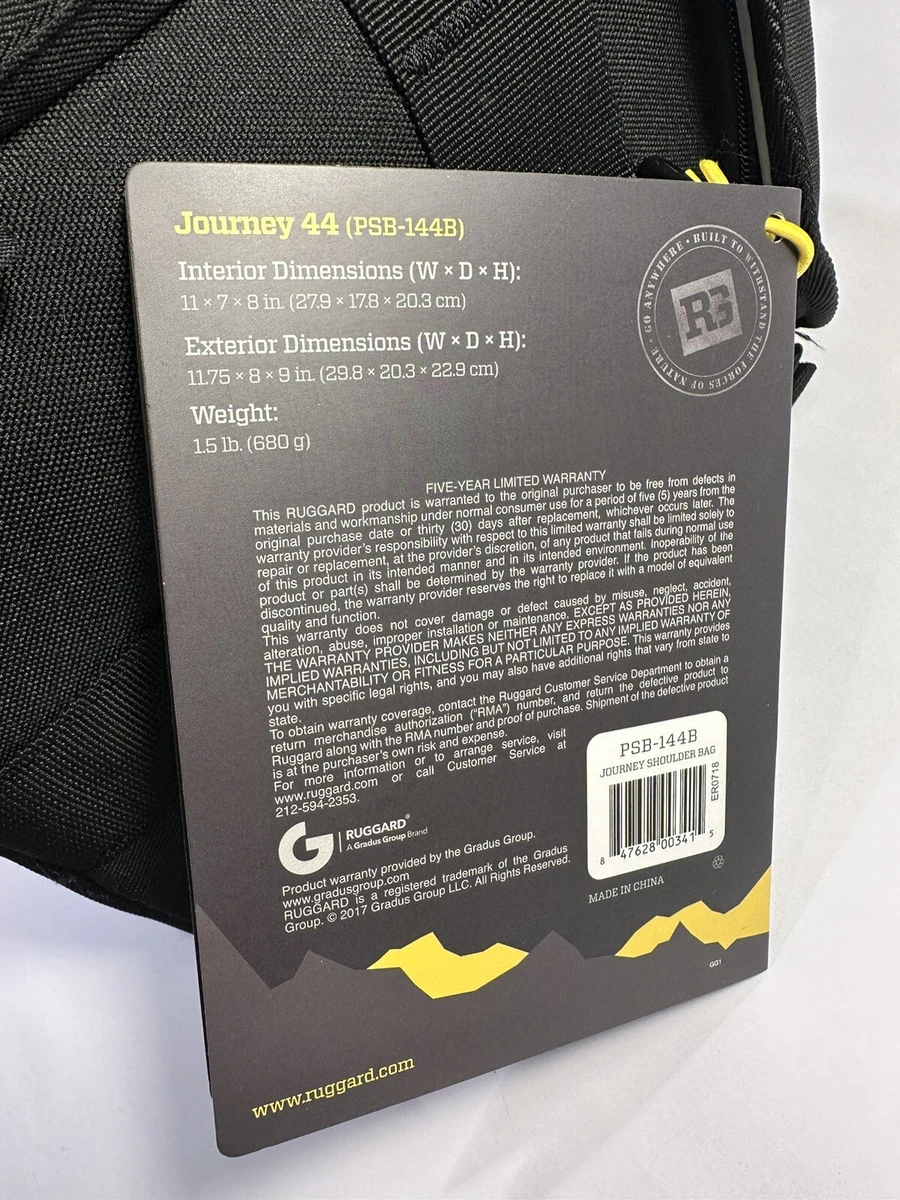 Journey 44 (PSB-144B)
Interior Dimensions (W × D × H):
11 × 7 × 8 in. (27.9 × 17.8 × 20.3 cm)
Exterior Dimensions (W × D × H):
11.75 × 8 × 9 in. (29.8 × 20.3 × 22.9 cm)
Weight:
1.5 lb. (680 g)
GO ANYWHERE • BUILT TO WITHSTAND THE FORCES OF NATURE •
RG
FIVE-YEAR LIMITED WARRANTY
This RUGGARD product is warranted to the original purchaser to be free from defects in
materials and workmanship under normal consumer use for a period of five (5) years from the
original purchase date or thirty (30) days after replacement, whichever occurs later. The
warranty provider's responsibility with respect to this limited warranty shall be limited solely to
repair or replacement, at the provider's discretion, of any product that fails during normal use
of this product in its intended manner and in its intended environment. Inoperability of the
product or part(s) shall be determined by the warranty provider. If the product has been
discontinued, the warranty provider reserves the right to replace it with a model of equivalent
quality and function.
This warranty does not cover damage or defect caused by misuse, neglect, accident,
alteration, abuse, improper installation or maintenance. EXCEPT AS PROVIDED HEREIN,
THE WARRANTY PROVIDER MAKES NEITHER ANY EXPRESS WARRANTIES NOR ANY
IMPLIED WARRANTIES, INCLUDING BUT NOT LIMITED TO ANY IMPLIED WARRANTY OF
MERCHANTABILITY OR FITNESS FOR A PARTICULAR PURPOSE. This warranty provides
you with specific legal rights, and you may also have additional rights that vary from state to
state.
To obtain warranty coverage, contact the Ruggard Customer Service Department to obtain a
return merchandise authorization ("RMA") number, and return the defective product to
Ruggard along with the RMA number and proof of purchase. Shipment of the defective product
is at the purchaser's own risk and expense.
For more information or to arrange service, visit
www.ruggard.com or call Customer Service at
212-594-2353.
G RUGGARD®
A Gradus Group Brand
Product warranty provided by the Gradus Group.
www.gradusgroup.com
RUGGARD is a registered trademark of the Gradus
Group. © 2017 Gradus Group LLC. All Rights Reserved.
PSB-144B
JOURNEY SHOULDER BAG
ER0718
8 47628 00341 5
MADE IN CHINA
GG1
www.ruggard.com